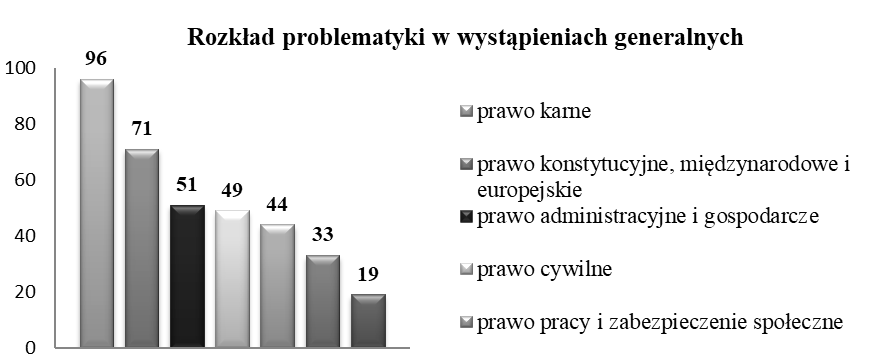 Rozkład problematyki w wystąpieniach generalnych
100
80
60
40
20
0
96
71
51
49
44
33
19
prawo karne
prawo konstytucyjne, międzynarodowe i
europejskie
prawo administracyjne i gospodarcze
prawo cywilne
prawo pracy i zabezpieczenie społeczne